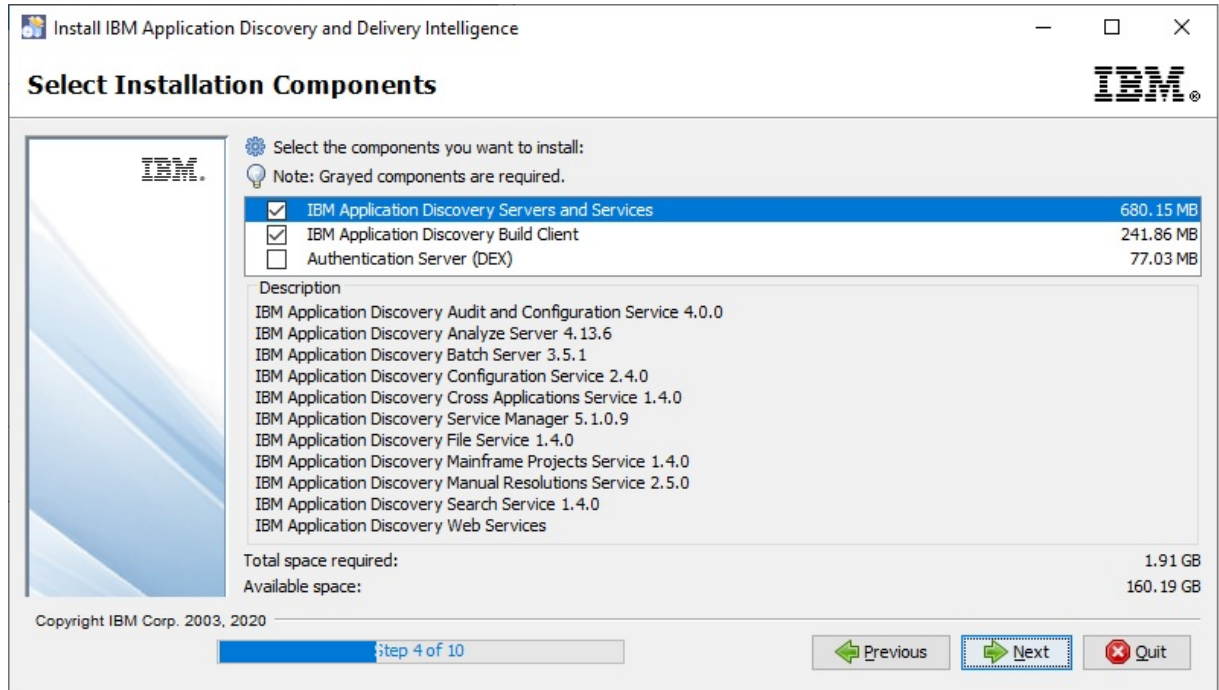 Install IBM Application Discovery and Delivery Intelligence
Select Installation Components
IBM®
IBM.
Select the components you want to install:
Note: Grayed components are required.
IBM Application Discovery Servers and Services 680.15 MB
IBM Application Discovery Build Client 241.86 MB
Authentication Server (DEX) 77.03 MB
Description
IBM Application Discovery Audit and Configuration Service 4.0.0
IBM Application Discovery Analyze Server 4.13.6
IBM Application Discovery Batch Server 3.5.1
IBM Application Discovery Configuration Service 2.4.0
IBM Application Discovery Cross Applications Service 1.4.0
IBM Application Discovery Service Manager 5.1.0.9
IBM Application Discovery File Service 1.4.0
IBM Application Discovery Mainframe Projects Service 1.4.0
IBM Application Discovery Manual Resolutions Service 2.5.0
IBM Application Discovery Search Service 1.4.0
IBM Application Discovery Web Services
Total space required: 1.91 GB
Available space: 160.19 GB
Copyright IBM Corp. 2003, 2020
Step 4 of 10
Previous Next Quit